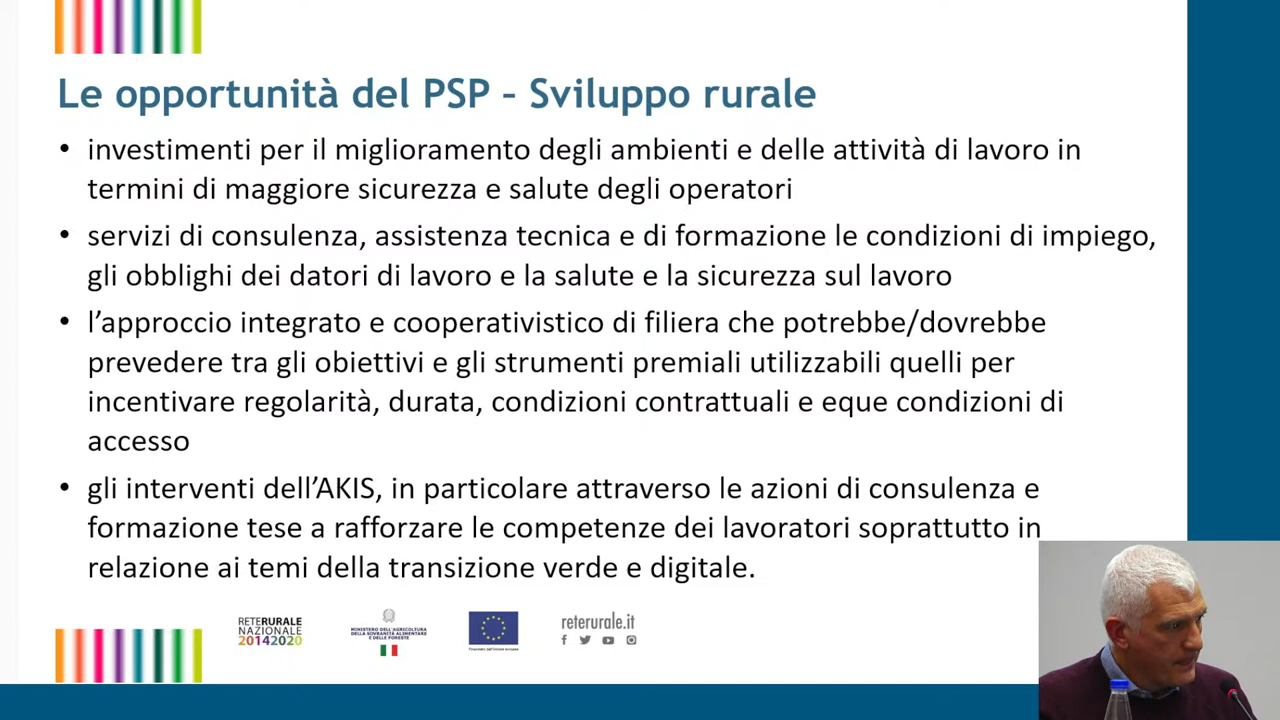 Le opportunità del PSP – Sviluppo rurale
• investimenti per il miglioramento degli ambienti e delle attività di lavoro in
termini di maggiore sicurezza e salute degli operatori
• servizi di consulenza, assistenza tecnica e di formazione le condizioni di impiego,
gli obblighi dei datori di lavoro e la salute e la sicurezza sul lavoro
• l’approccio integrato e cooperativistico di filiera che potrebbe/dovrebbe
prevedere tra gli obiettivi e gli strumenti premiali utilizzabili quelli per
incentivare regolarità, durata, condizioni contrattuali e eque condizioni di
accesso
• gli interventi dell’AKIS, in particolare attraverso le azioni di consulenza e
formazione tese a rafforzare le competenze dei lavoratori soprattutto in
relazione ai temi della transizione verde e digitale.
RETERURALE
NAZIONALE
20142020
MINISTERO DELL'AGRICOLTURA
DELLA SOVRANITÀ ALIMENTARE
E DELLE FORESTE
reterurale.it